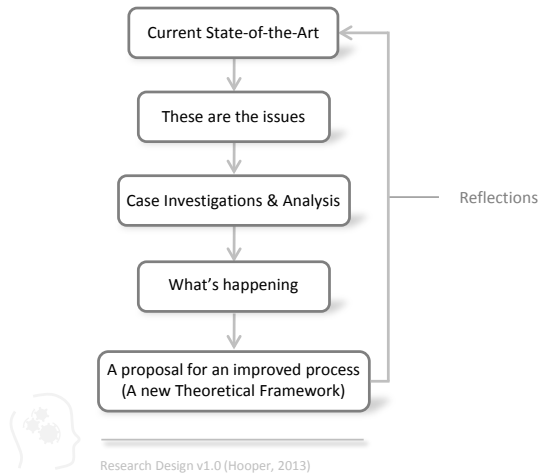 Current State-of-the-Art
These are the issues
Case Investigations & Analysis
Reflections
What's happening
A proposal for an improved process
(A new Theoretical Framework)
Research Design v1.0 (Hooper, 2013)